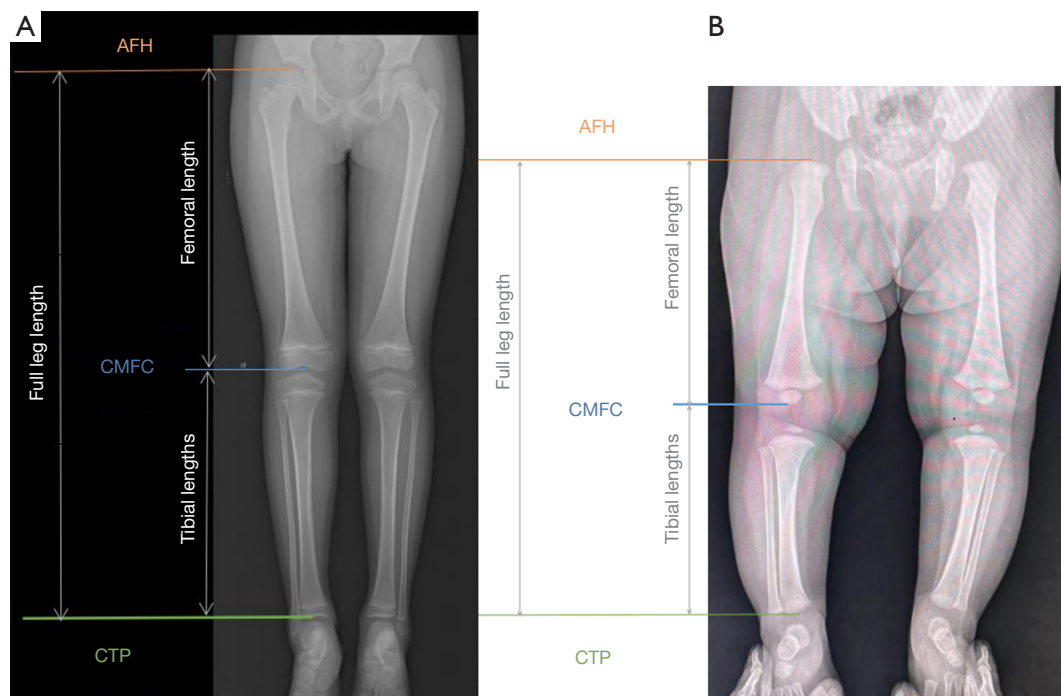 A
AFH
Full leg length
Femoral length
CMFC
R
Tibial lengths
CTP
B
AFH
Full leg length
Femoral length
CMFC
Tibial lengths
CTP